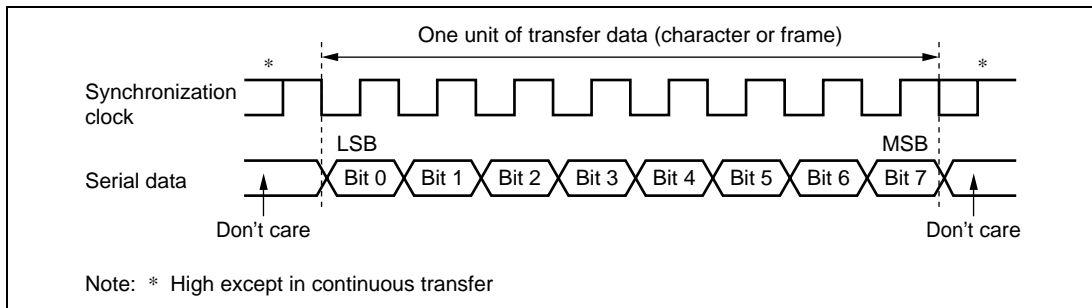 One unit of transfer data (character or frame)
* *
Synchronization
clock
LSB MSB
Serial data Bit 0 Bit 1 Bit 2 Bit 3 Bit 4 Bit 5 Bit 6 Bit 7
Don't care Don't care
Note: * High except in continuous transfer